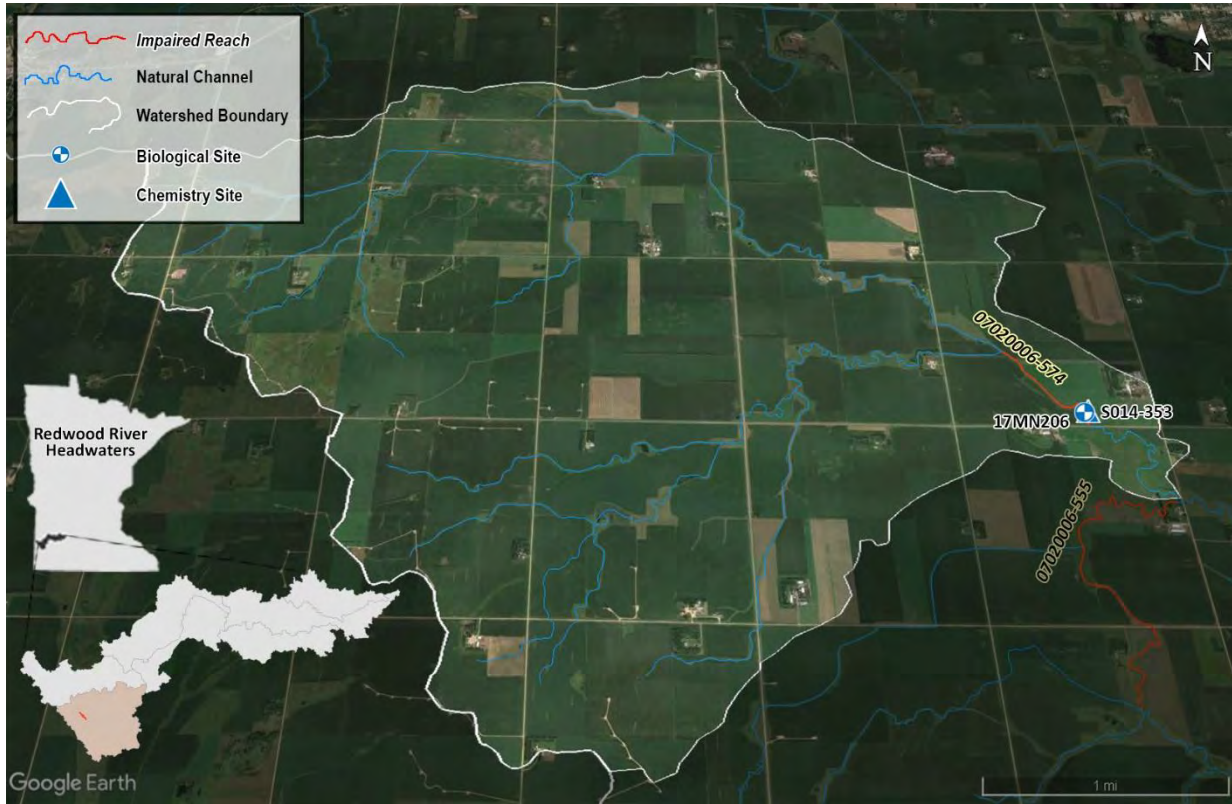 Impaired Reach
Natural Channel
Watershed Boundary
Biological Site
Chemistry Site
N
07020006-574
17MN206
S014-353
07020006-555
Redwood River
Headwaters
Google Earth
1 mi